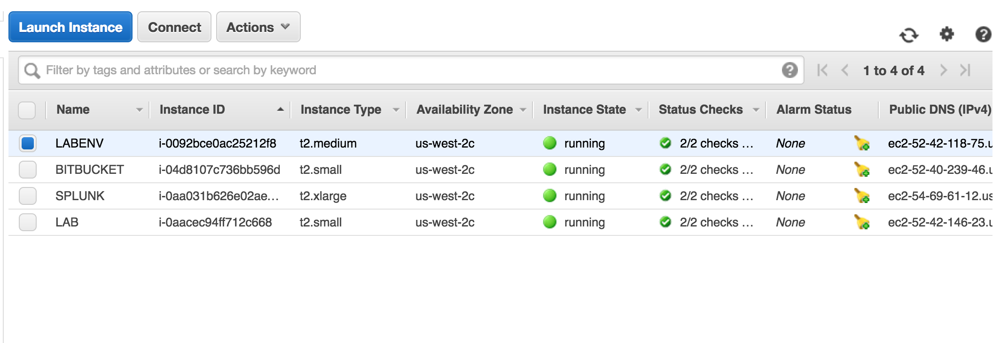 Launch Instance Connect Actions
Filter by tags and attributes or search by keyword ? 1 to 4 of 4 ?
Name Instance ID Instance Type Availability Zone Instance State Status Checks Alarm Status Public DNS (IPv4)
LABENV i-0092bce0ac25212f8 t2.medium us-west-2c running 2/2 checks … None ec2-52-42-118-75.u
BITBUCKET i-04d8107c736bb596d t2.small us-west-2c running 2/2 checks … None ec2-52-40-239-46.u
SPLUNK i-0aa031b626e02ae… t2.xlarge us-west-2c running 2/2 checks … None ec2-54-69-61-12.us
LAB i-0aacec94ff712c668 t2.small us-west-2c running 2/2 checks … None ec2-52-42-146-23.u